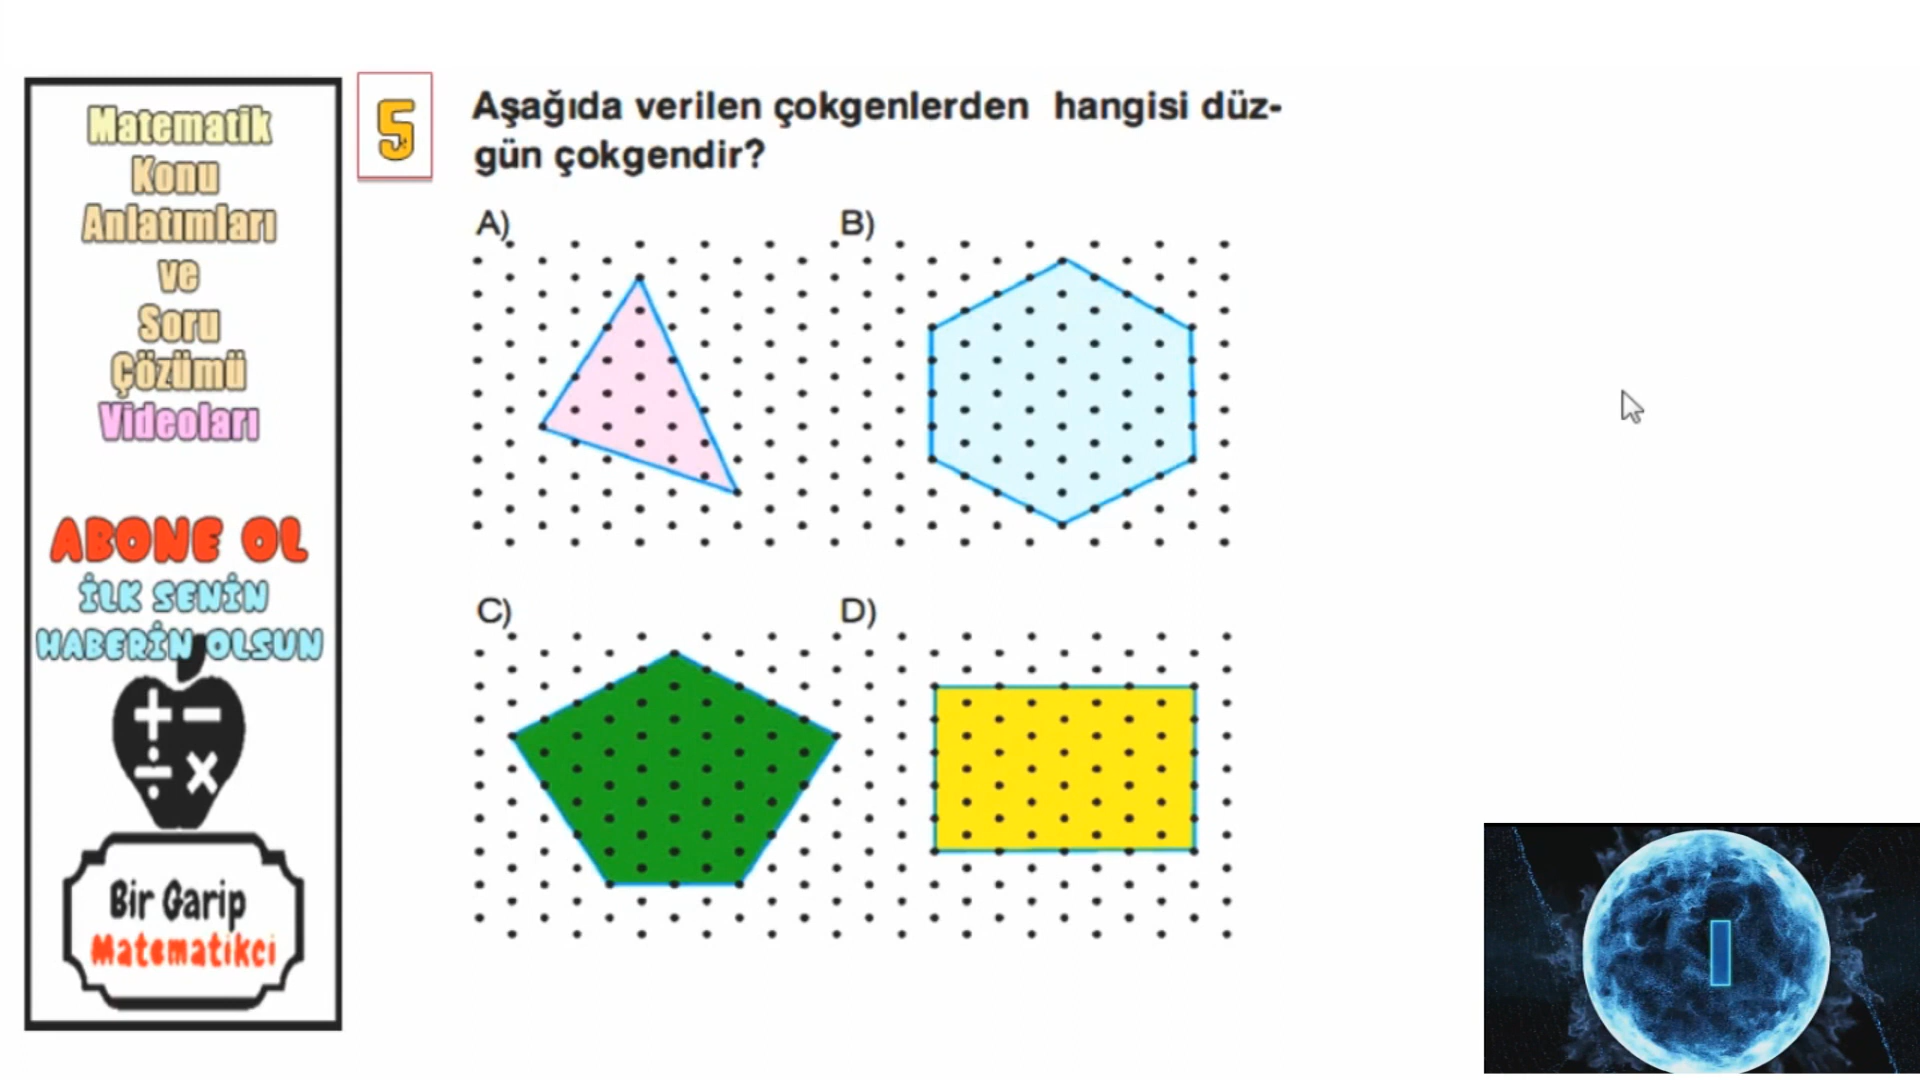 Matematik
Konu
Anlatımları
ve
Soru
Çözümü
Videoları
ABONE OL
İLK SENİN
HABERİN OLSUN
Bir Garip
Matematikci
5
Aşağıda verilen çokgenlerden hangisi düz-
gün çokgendir?
A)
B)
C)
D)